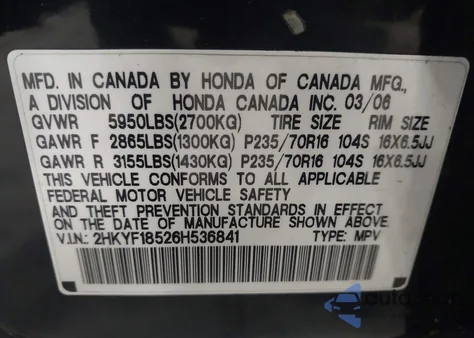 MFD. IN CANADA BY HONDA OF CANADA MFG.,
A DIVISION OF HONDA CANADA INC. 03/06
GVWR 5950LBS(2700KG) TIRE SIZE RIM SIZE
GAWR F 2865LBS(1300KG) P235/70R16 104S 16X6.5JJ
GAWR R 3155LBS(1430KG) P235/70R16 104S 16X6.5JJ
THIS VEHICLE CONFORMS TO ALL APPLICABLE
FEDERAL MOTOR VEHICLE SAFETY
AND THEFT PREVENTION STANDARDS IN EFFECT
ON THE DATE OF MANUFACTURE SHOWN ABOVE.
V.I.N.: 2HKYF18526H536841 TYPE: MPV